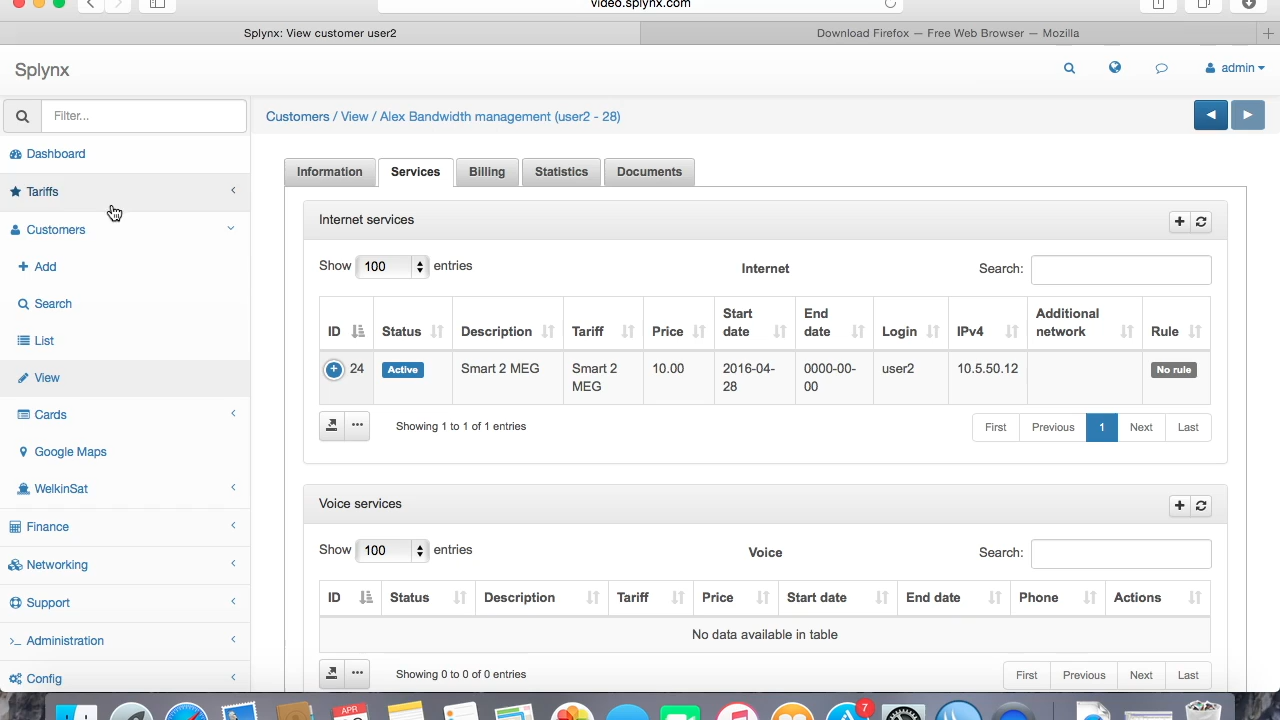 video.splynx.com
Splynx: View customer user2
Download Firefox — Free Web Browser — Mozilla
Splynx
admin
Filter...
Customers / View / Alex Bandwidth management (user2 - 28)
Dashboard
Tariffs
Customers
Add
Search
List
View
Cards
Google Maps
WelkinSat
Finance
Networking
Support
Administration
Config
Information Services Billing Statistics Documents
Internet services
Show 100 entries Internet Search:
ID Status Description Tariff Price Start date End date Login IPv4 Additional network Rule
24 Active Smart 2 MEG Smart 2 MEG 10.00 2016-04-28 0000-00-00 user2 10.5.50.12 No rule
Showing 1 to 1 of 1 entries First Previous 1 Next Last
Voice services
Show 100 entries Voice Search:
ID Status Description Tariff Price Start date End date Phone Actions
No data available in table
Showing 0 to 0 of 0 entries First Previous Next Last
APR
7